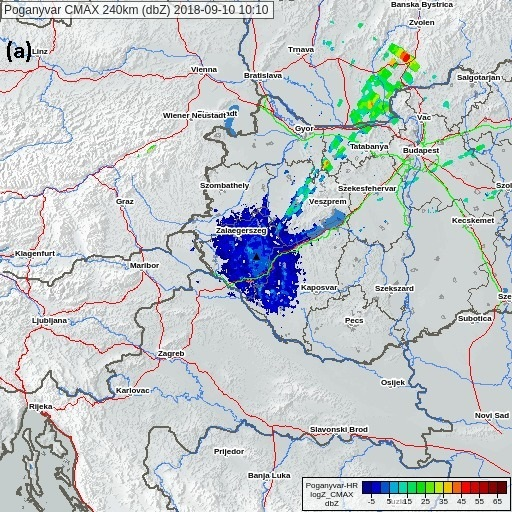 Poganyvar CMAX 240km (dbZ) 2018-09-10 10:10
Banska Bystrica
Zvolen
(a)
Linz
Trnava
Vienna
Bratislava
Salgotarjan
Wiener Neustadt
Vac
Gyor
Tatabanya
Budapest
Szombathely
Szekesfehervar
Veszprem
Graz
Kecskemet
Zalaegerszeg
Klagenfurt
Maribor
Kaposvar
Szekszard
Ljubljana
Pecs
Subotica
Zagreb
Karlovac
Osijek
Rijeka
Novi Sad
Slavonski Brod
Prijedor
Banja Luka
Poganyvar-HR
logZ_CMAX
dbZ
-5 5 15 25 35 45 55 65